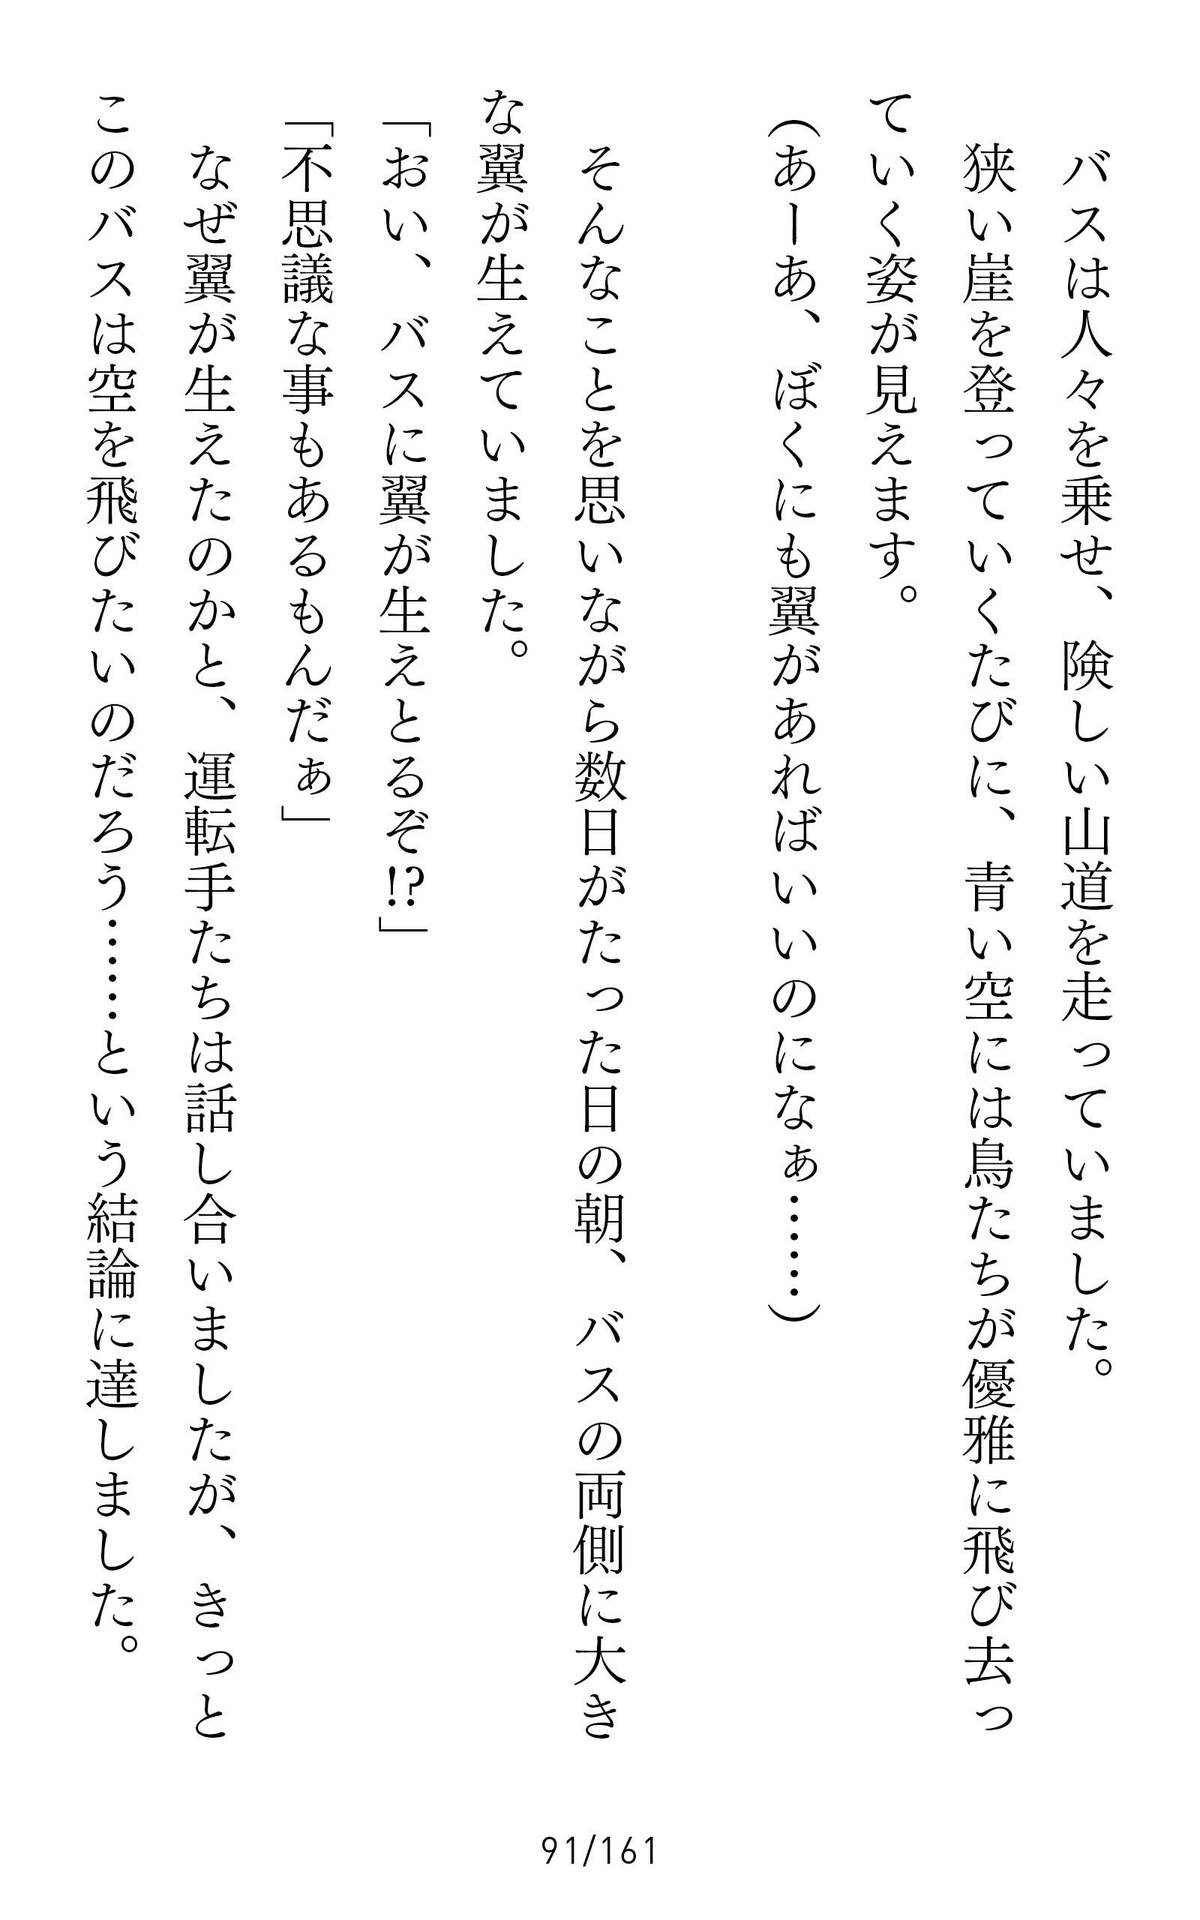 バスは人々を乗せ、険しい山道を走っていました。
　狭い崖を登っていくたびに、青い空には鳥たちが優雅に飛び去っ
ていく姿が見えます。
（あーあ、ぼくにも翼があればいいのになぁ……）
　そんなことを思いながら数日がたった日の朝、バスの両側に大き
な翼が生えていました。
「おい、バスに翼が生えとるぞ!?」
「不思議な事もあるもんだぁ」
　なぜ翼が生えたのかと、運転手たちは話し合いましたが、きっと
このバスは空を飛びたいのだろう……という結論に達しました。
91/161